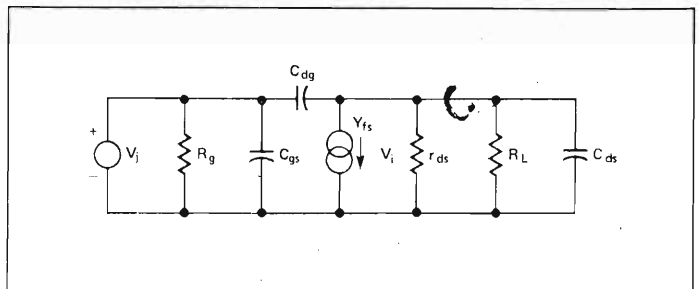 C_dg
+
V_j
−
R_g
C_gs
Y_fs
V_i
r_ds
R_L
C_ds